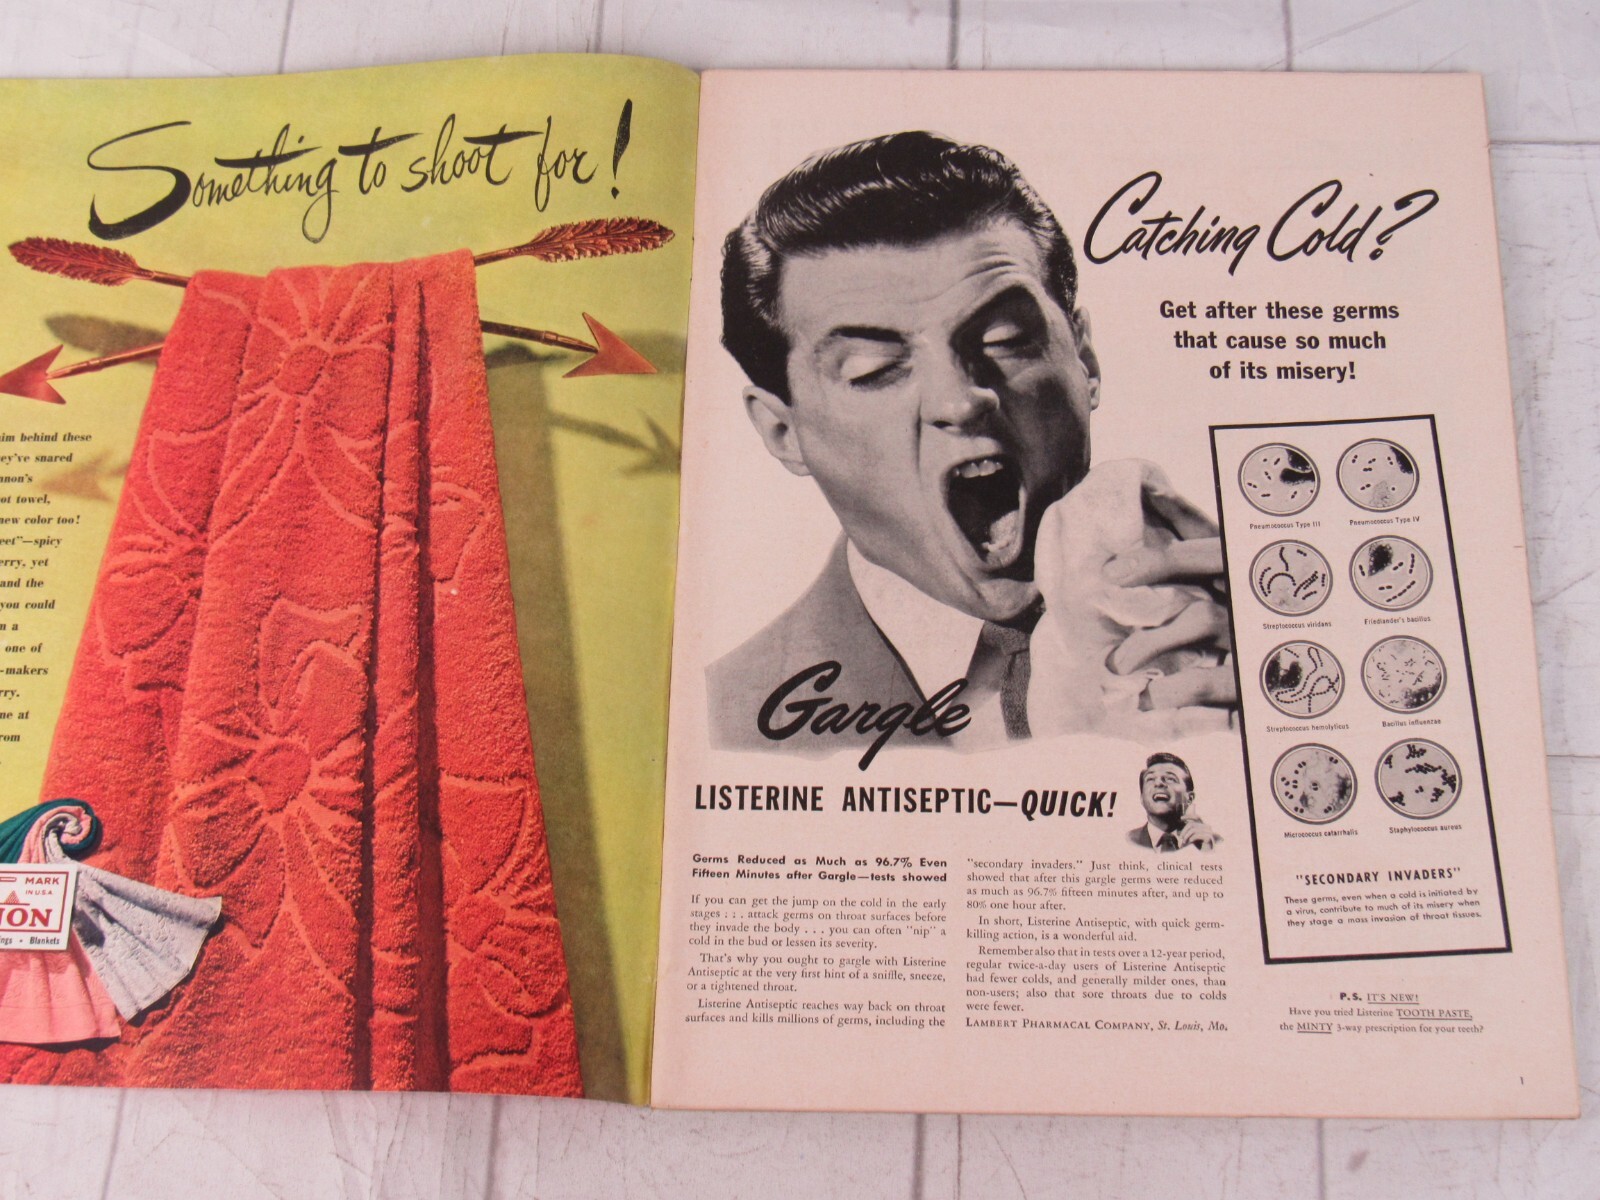 Something to shoot for!
aim behind these
they've snared
nnon's
ot towel,
new color too!
eet"—spicy
erry, yet
and the
you could
n a
one of
-makers
rry.
ne at
rom
MARK
IN U.S.A.
NON
ngs • Blankets
Catching Cold?
Get after these germs
that cause so much
of its misery!
Pneumococcus Type III
Pneumococcus Type IV
Streptococcus viridans
Friedlander's bacillus
Streptococcus hemolyticus
Bacillus influenzae
Micrococcus catarrhalis
Staphylococcus aureus
"SECONDARY INVADERS"
These germs, even when a cold is initiated by
a virus, contribute to much of its misery when
they stage a mass invasion of throat tissues.
Gargle
LISTERINE ANTISEPTIC—QUICK!
Germs Reduced as Much as 96.7% Even
Fifteen Minutes after Gargle—tests showed
If you can get the jump on the cold in the early
stages . . . attack germs on throat surfaces before
they invade the body . . . you can often "nip" a
cold in the bud or lessen its severity.
That's why you ought to gargle with Listerine
Antiseptic at the very first hint of a sniffle, sneeze,
or a tightened throat.
Listerine Antiseptic reaches way back on throat
surfaces and kills millions of germs, including the
"secondary invaders." Just think, clinical tests
showed that after this gargle germs were reduced
as much as 96.7% fifteen minutes after, and up to
80% one hour after.
In short, Listerine Antiseptic, with quick germ-
killing action, is a wonderful aid.
Remember also that in tests over a 12-year period,
regular twice-a-day users of Listerine Antiseptic
had fewer colds, and generally milder ones, than
non-users; also that sore throats due to colds
were fewer.
LAMBERT PHARMACAL COMPANY, St. Louis, Mo.
P.S. IT'S NEW!
Have you tried Listerine TOOTH PASTE,
the MINTY 3-way prescription for your teeth?
1